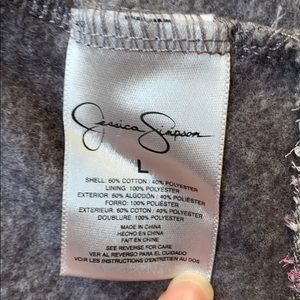 Jessica Simpson
L
SHELL: 60% COTTON / 40% POLYESTER
LINING: 100% POLYESTER
EXTERIOR: 60% ALGODÓN / 40% POLYESTER
FORRO: 100% POLYESTER
EXTERIEUR: 60% COTON / 40% POLYESTER
DOUBLURE: 100% POLYESTER
MADE IN CHINA
HECHO EN CHINA
FAIT EN CHINE
SEE REVERSE FOR CARE
VER AL REVERSO PARA EL CUIDADO
VOIR LES INSTRUCTIONS D'ENTRETIEN AU DOS